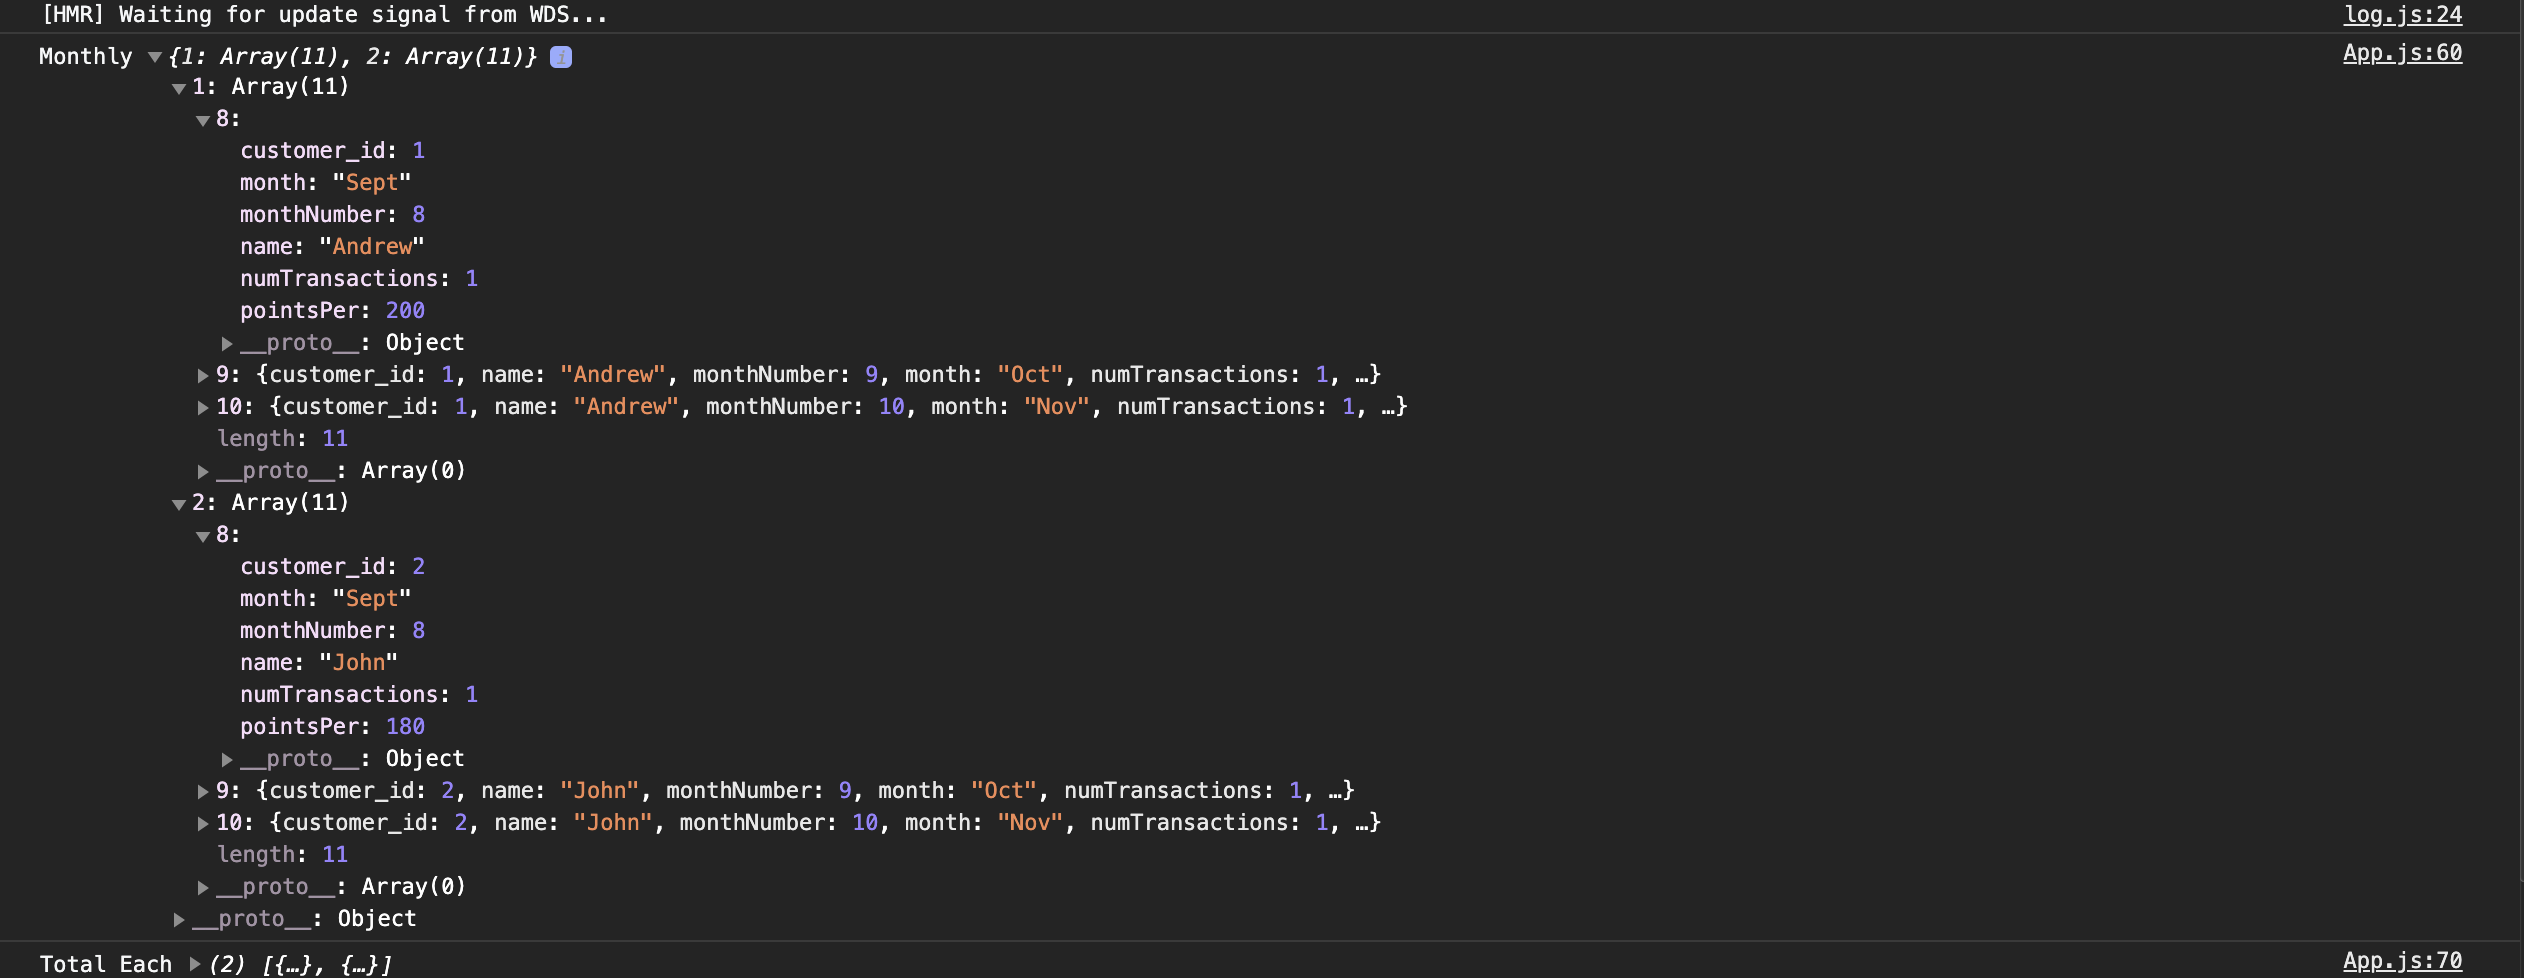 [HMR] Waiting for update signal from WDS... log.js:24
Monthly ▼{1: Array(11), 2: Array(11)} i App.js:60
▼1: Array(11)
▼8:
customer_id: 1
month: "Sept"
monthNumber: 8
name: "Andrew"
numTransactions: 1
pointsPer: 200
▶__proto__: Object
▶9: {customer_id: 1, name: "Andrew", monthNumber: 9, month: "Oct", numTransactions: 1, …}
▶10: {customer_id: 1, name: "Andrew", monthNumber: 10, month: "Nov", numTransactions: 1, …}
length: 11
▶__proto__: Array(0)
▼2: Array(11)
▼8:
customer_id: 2
month: "Sept"
monthNumber: 8
name: "John"
numTransactions: 1
pointsPer: 180
▶__proto__: Object
▶9: {customer_id: 2, name: "John", monthNumber: 9, month: "Oct", numTransactions: 1, …}
▶10: {customer_id: 2, name: "John", monthNumber: 10, month: "Nov", numTransactions: 1, …}
length: 11
▶__proto__: Array(0)
▶__proto__: Object
Total Each ▶(2) [{…}, {…}] App.js:70